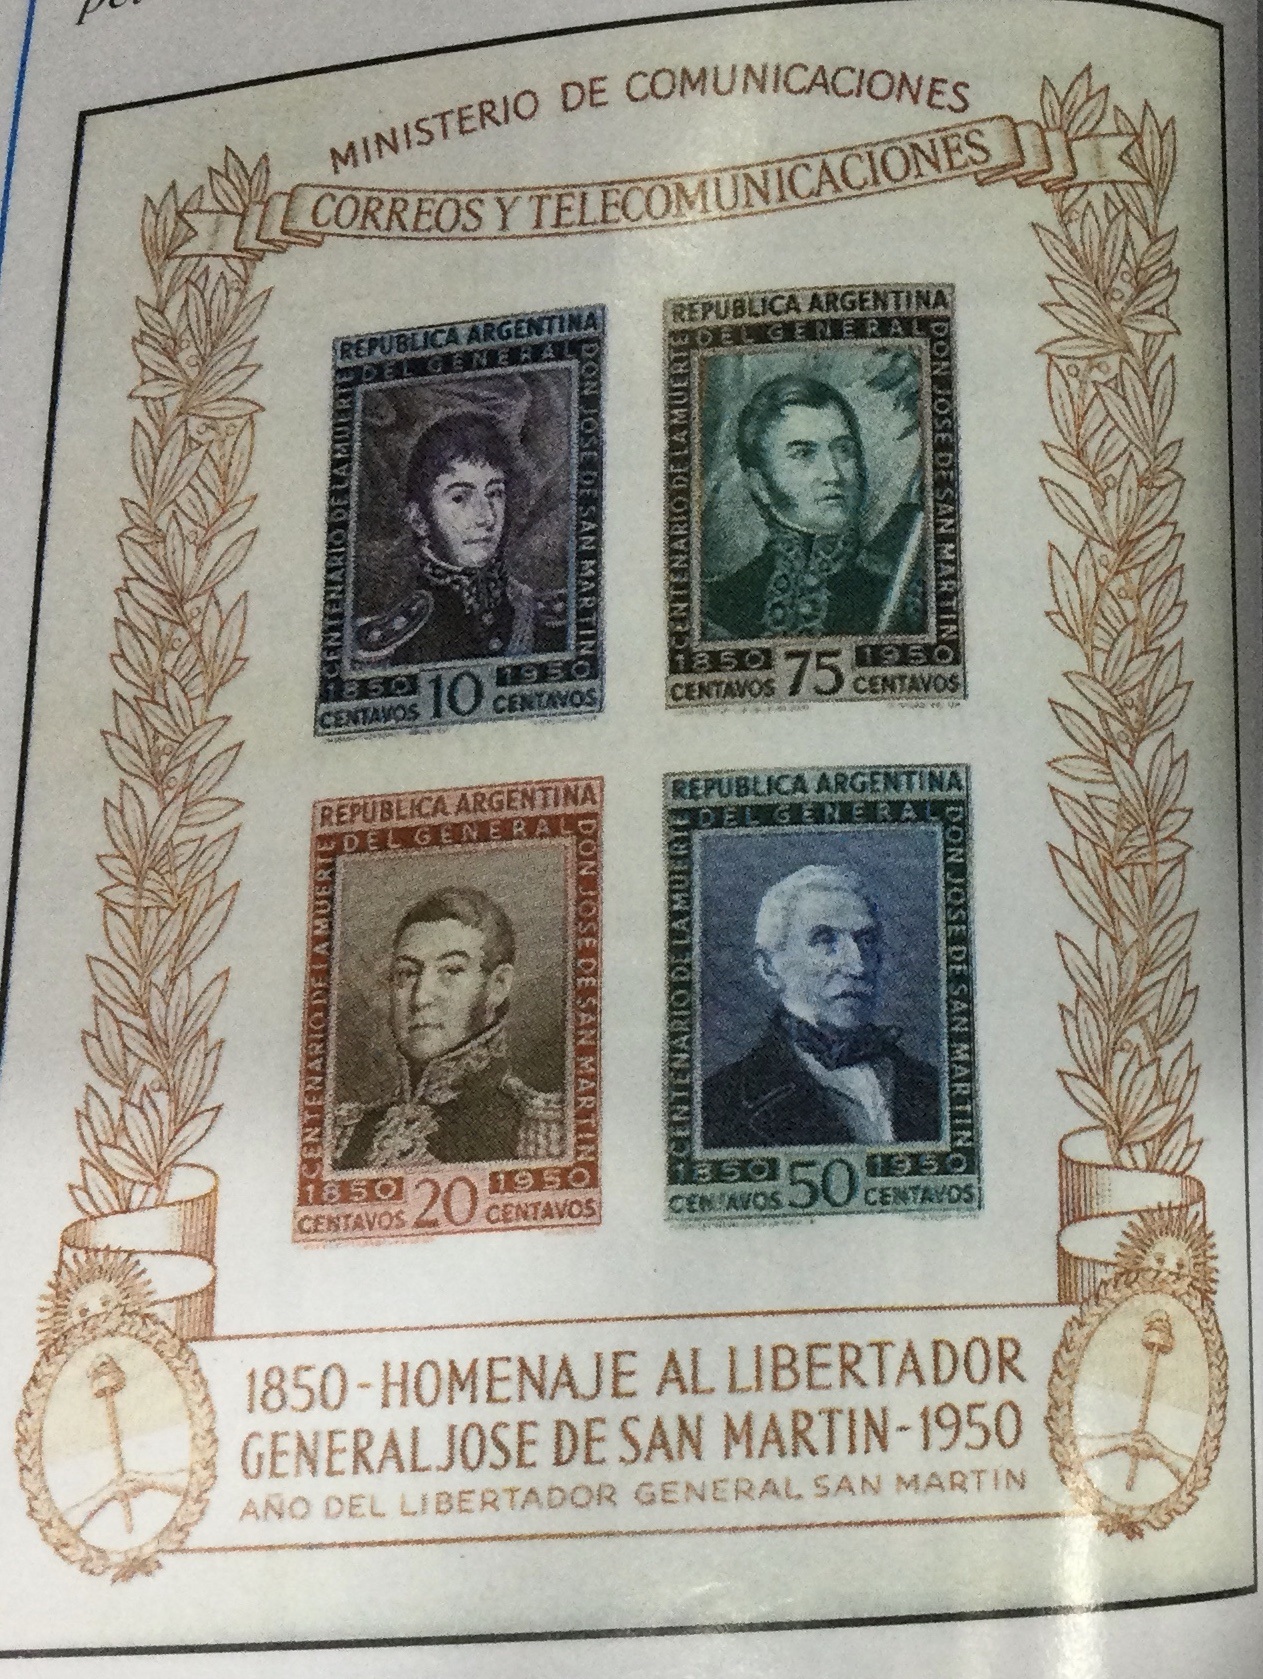 MINISTERIO DE COMUNICACIONES
CORREOS Y TELECOMUNICACIONES
REPUBLICA ARGENTINA
CENTENARIO DE LA MUERTE
DEL GENERAL
DON JOSE DE SAN MARTIN
1850 1950
CENTAVOS 10 CENTAVOS
REPUBLICA ARGENTINA
CENTENARIO DE LA MUERTE
DEL GENERAL
DON JOSE DE SAN MARTIN
1850 1950
CENTAVOS 75 CENTAVOS
REPUBLICA ARGENTINA
CENTENARIO DE LA MUERTE
DEL GENERAL
DON JOSE DE SAN MARTIN
1850 1950
CENTAVOS 20 CENTAVOS
REPUBLICA ARGENTINA
CENTENARIO DE LA MUERTE
DEL GENERAL
DON JOSE DE SAN MARTIN
1850 1950
CENTAVOS 50 CENTAVOS
1850 - HOMENAJE AL LIBERTADOR
GENERAL JOSE DE SAN MARTIN - 1950
AÑO DEL LIBERTADOR GENERAL SAN MARTIN